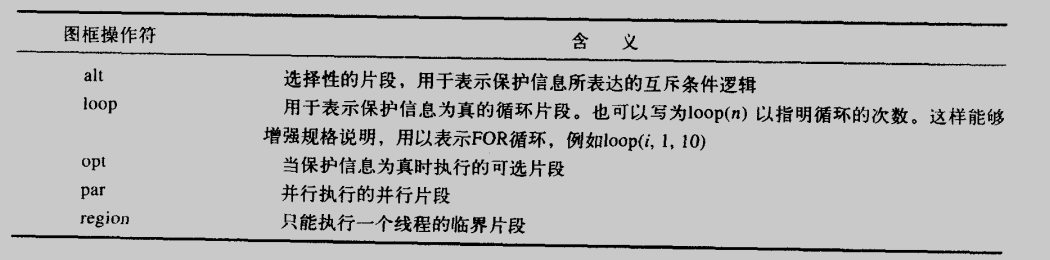 图框操作符 含 义
alt 选择性的片段，用于表示保护信息所表达的互斥条件逻辑
loop 用于表示保护信息为真的循环片段。也可以写为loop(n) 以指明循环的次数。这样能够
增强规格说明，用以表示FOR循环，例如loop(i, 1, 10)
opt 当保护信息为真时执行的可选片段
par 并行执行的并行片段
region 只能执行一个线程的临界片段